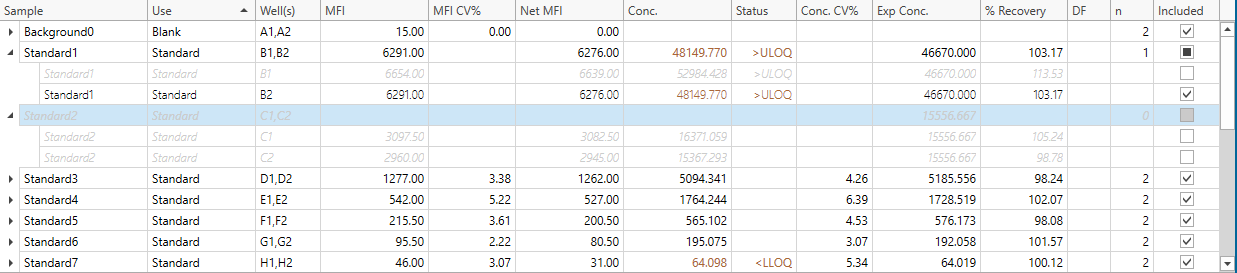 Sample Use Well(s) MFI MFI CV% Net MFI Conc. Status Conc. CV% Exp Conc. % Recovery DF n Included
Background0 Blank A1,A2 15.00 0.00 0.00 2
Standard1 Standard B1,B2 6291.00 6276.00 48149.770 >ULOQ 46670.000 103.17 1
Standard1 Standard B1 6654.00 6639.00 52984.428 >ULOQ 46670.000 113.53
Standard1 Standard B2 6291.00 6276.00 48149.770 >ULOQ 46670.000 103.17
Standard2 Standard C1,C2 15556.667 0
Standard2 Standard C1 3097.50 3082.50 16371.059 15556.667 105.24
Standard2 Standard C2 2960.00 2945.00 15367.293 15556.667 98.78
Standard3 Standard D1,D2 1277.00 3.38 1262.00 5094.341 4.26 5185.556 98.24 2
Standard4 Standard E1,E2 542.00 5.22 527.00 1764.244 6.39 1728.519 102.07 2
Standard5 Standard F1,F2 215.50 3.61 200.50 565.102 4.53 576.173 98.08 2
Standard6 Standard G1,G2 95.50 2.22 80.50 195.075 3.07 192.058 101.57 2
Standard7 Standard H1,H2 46.00 3.07 31.00 64.098 <LLOQ 5.34 64.019 100.12 2